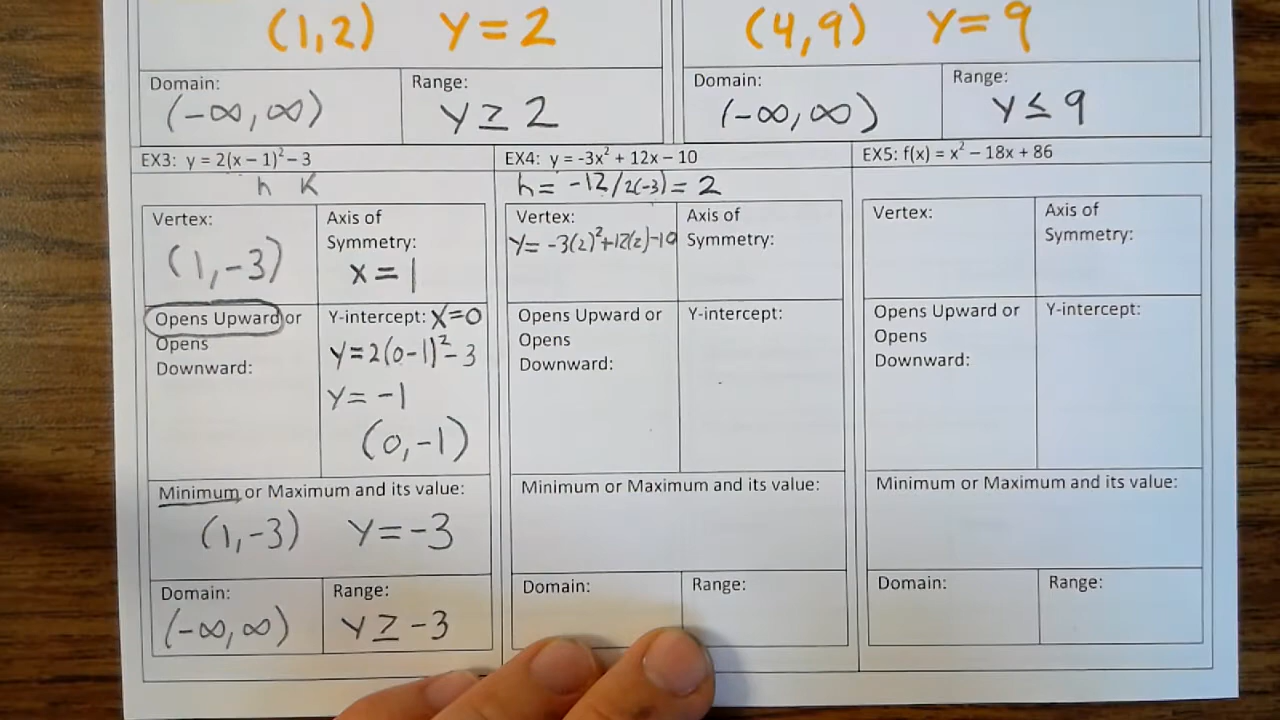 (1,2) y=2
(4,9) y=9
Domain:
(-∞,∞)
Range:
y≥2
Domain:
(-∞,∞)
Range:
y≤9
EX3: y = 2(x – 1)² – 3
h K
Vertex:
(1,-3)
Axis of
Symmetry:
x=1
Opens Upward or
Opens
Downward:
Y-intercept: x=0
y=2(0-1)²-3
y=-1
(0,-1)
Minimum or Maximum and its value:
(1,-3) y=-3
Domain:
(-∞,∞)
Range:
y≥-3
EX4: y = -3x² + 12x – 10
h= -12/2(-3)=2
Vertex:
y=-3(2)²+12(2)-10
Axis of
Symmetry:
Opens Upward or
Opens
Downward:
Y-intercept:
Minimum or Maximum and its value:
Domain:
Range:
EX5: f(x) = x² – 18x + 86
Vertex:
Axis of
Symmetry:
Opens Upward or
Opens
Downward:
Y-intercept:
Minimum or Maximum and its value:
Domain:
Range: